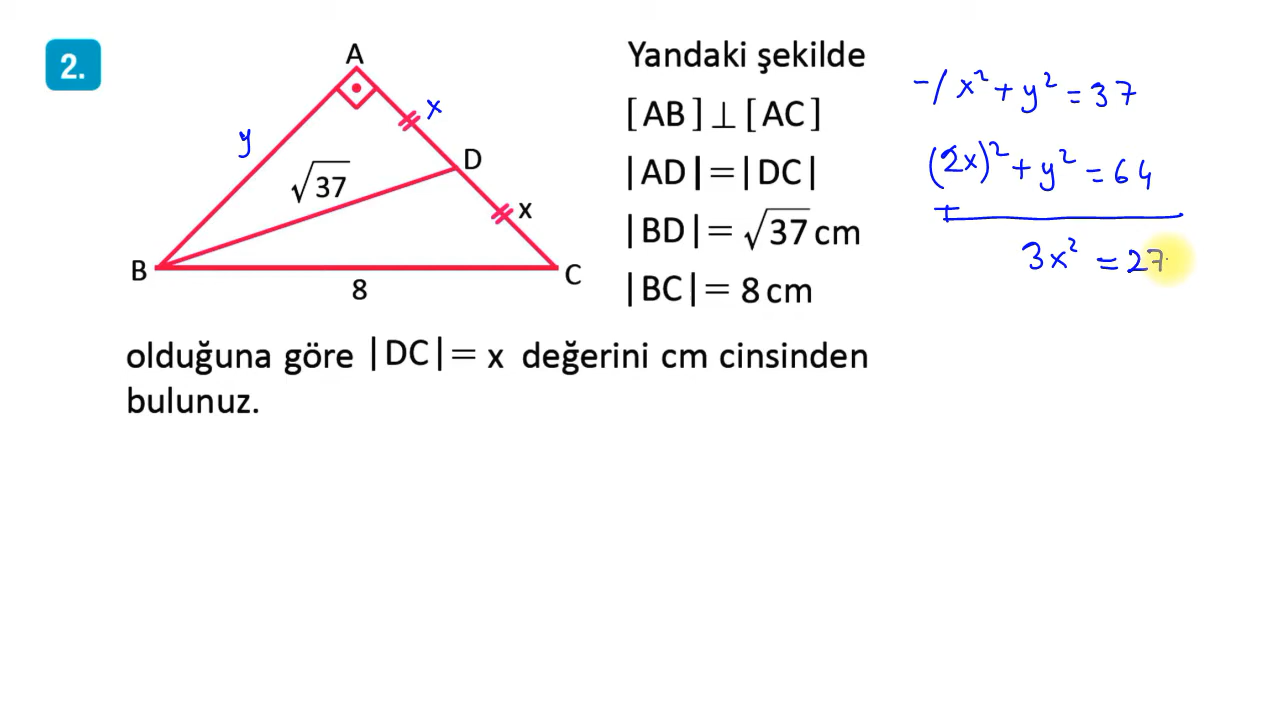 2.
A
D
x
y
√37
x
B
C
8
Yandaki şekilde
[AB] ⊥ [AC]
|AD| = |DC|
|BD| = √37 cm
|BC| = 8 cm
olduğuna göre |DC| = x değerini cm cinsinden
bulunuz.
-/ x² + y² = 37
(2x)² + y² = 64
+
3x² = 27